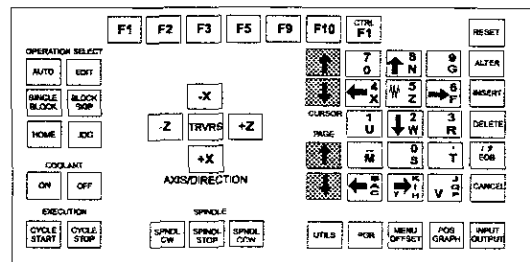 F1 F2 F3 F5 F9 F10 CTRL F1
RESET
OPERATION SELECT
AUTO EDIT
SINGLE BLOCK BLOCK SKIP
HOME JOG
COOLANT
ON OFF
EXECUTION
CYCLE START CYCLE STOP
-X
-Z TRVRS +Z
+X
AXIS/DIRECTION
SPINDLE
SPNDL CW SPNDL STOP SPNDL CCW
CURSOR
PAGE
7 O 8 N 9 G ALTER
4 X 5 Z 6 F INSERT
1 U 2 W 3 R DELETE
- M 0 S . T EOB
CANCEL
UTILS POR MENU OFFSET POS GRAPH INPUT OUTPUT